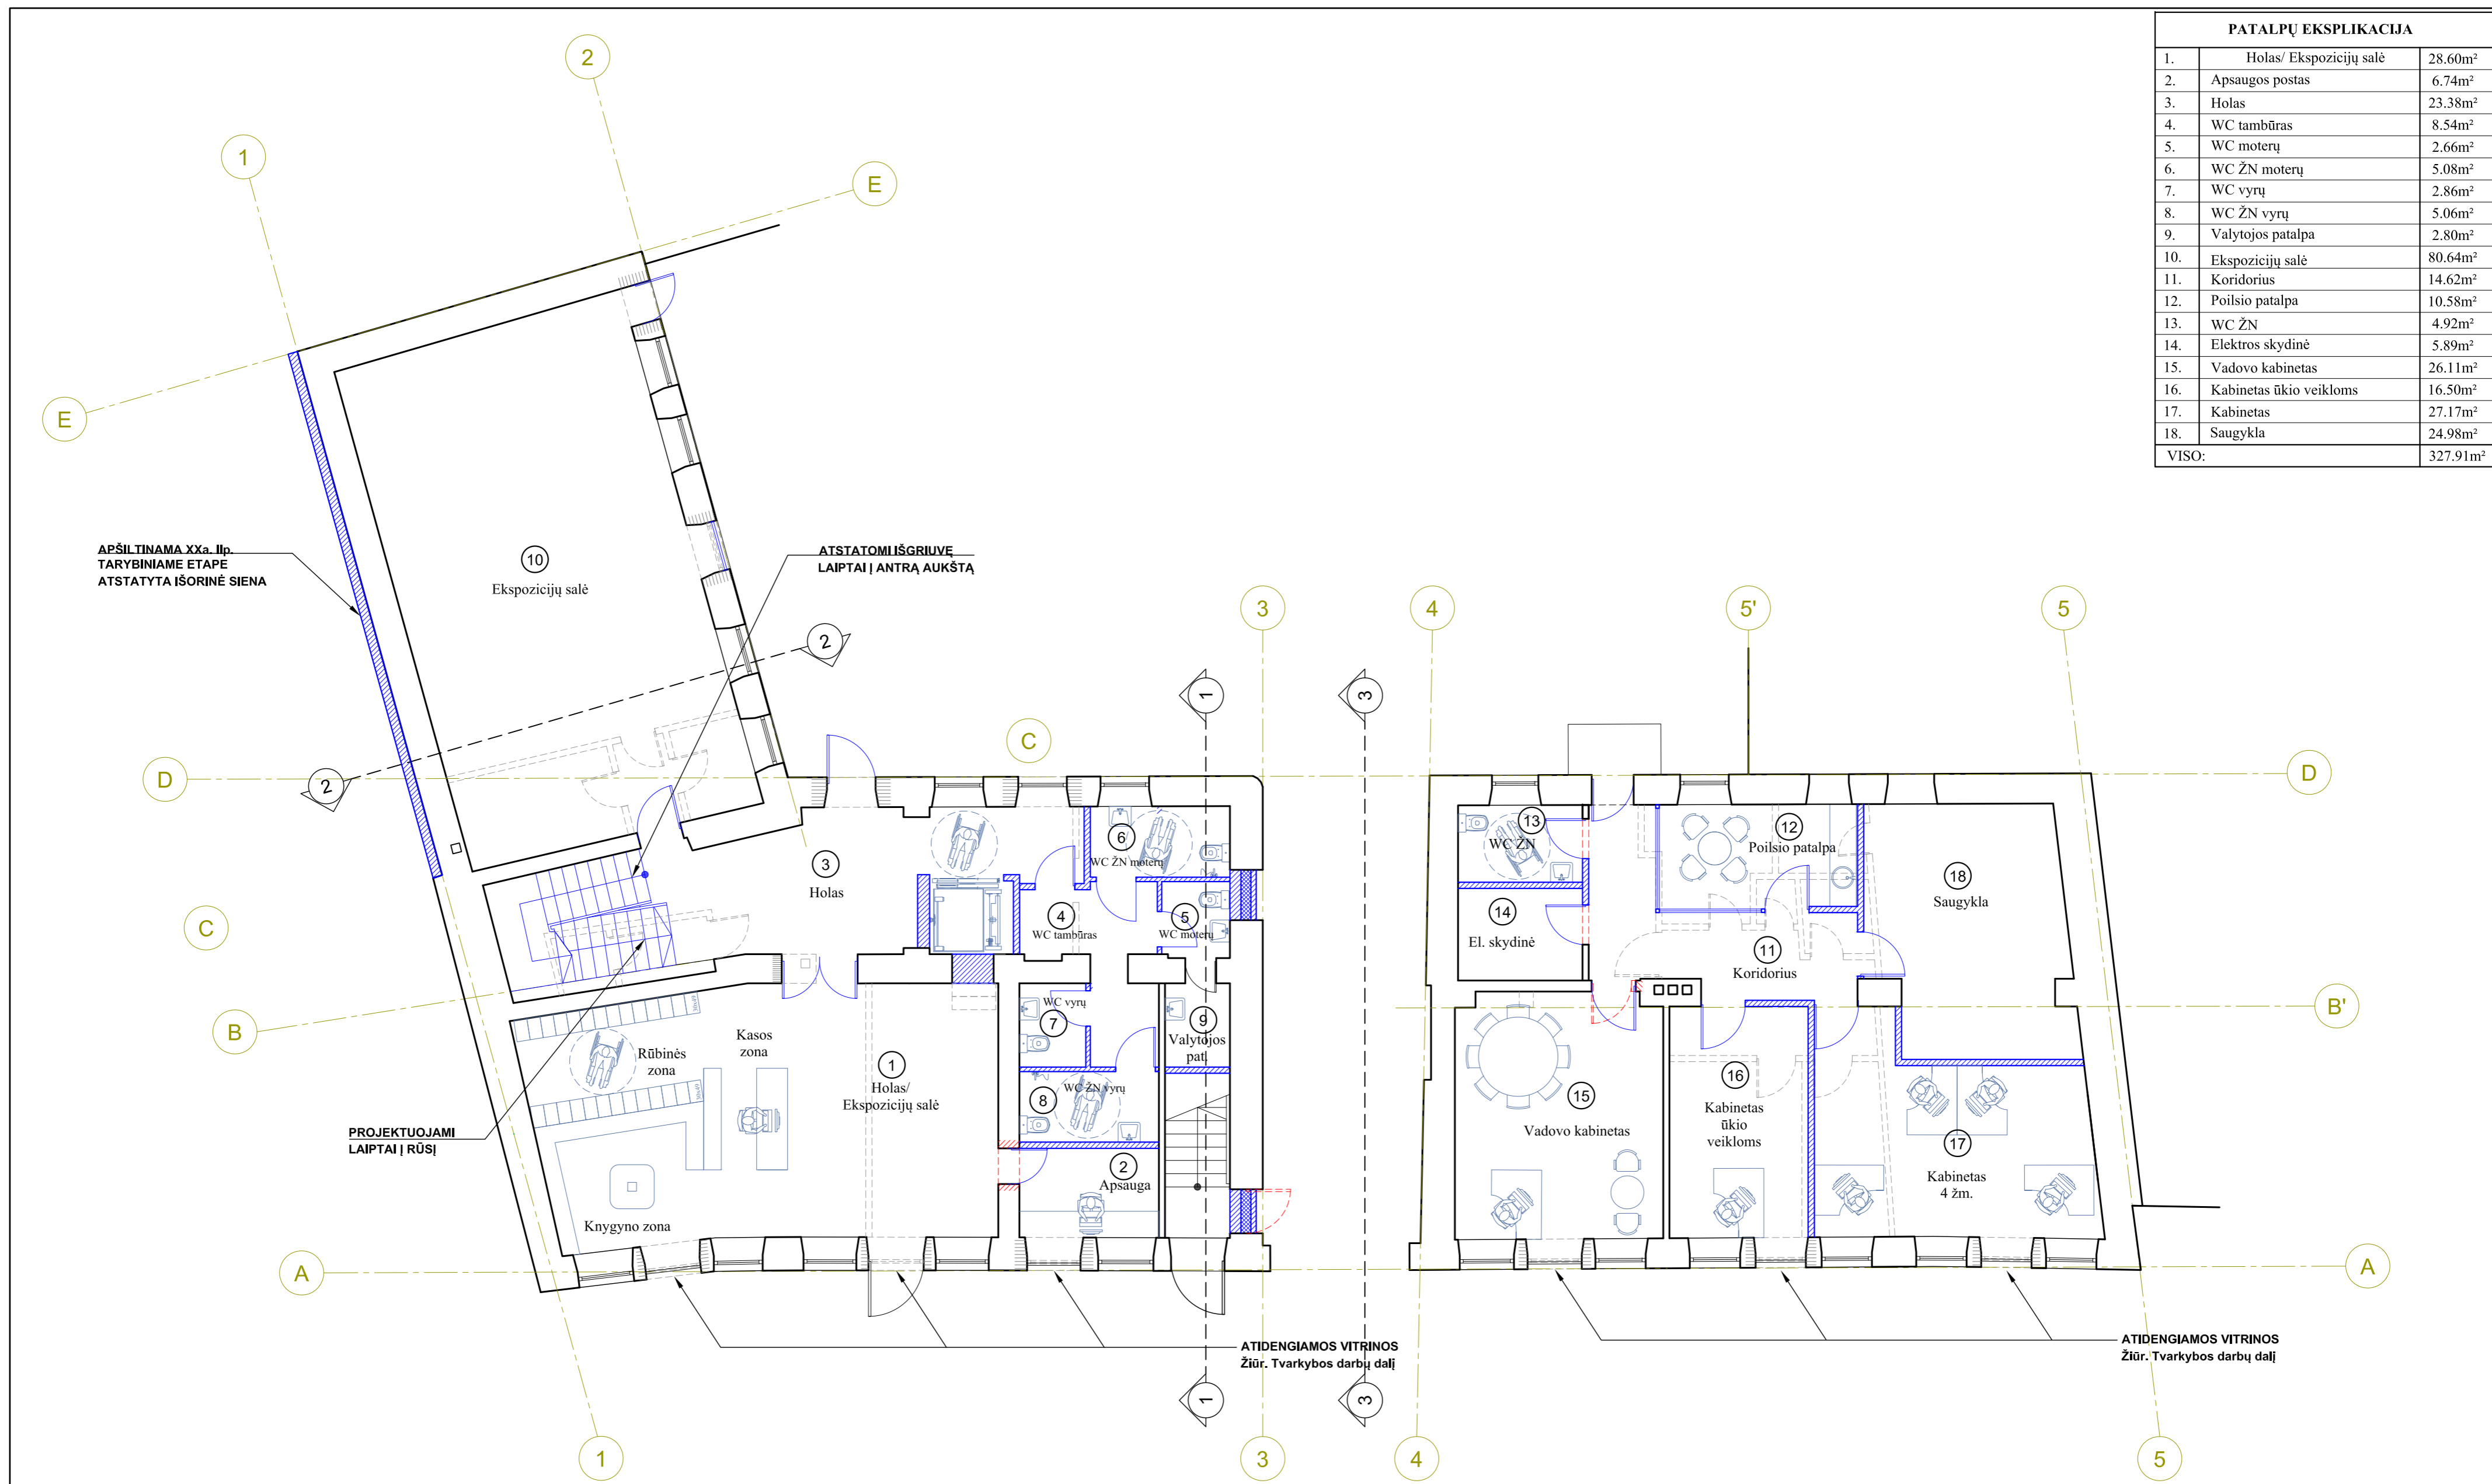 PATALPŲ EKSPLIKACIJA
1. Holas/ Ekspozicijų salė 28.60m²
2. Apsaugos postas 6.74m²
3. Holas 23.38m²
4. WC tambūras 8.54m²
5. WC moterų 2.66m²
6. WC ŽN moterų 5.08m²
7. WC vyrų 2.86m²
8. WC ŽN vyrų 5.06m²
9. Valytojos patalpa 2.80m²
10. Ekspozicijų salė 80.64m²
11. Koridorius 14.62m²
12. Poilsio patalpa 10.58m²
13. WC ŽN 4.92m²
14. Elektros skydinė 5.89m²
15. Vadovo kabinetas 26.11m²
16. Kabinetas ūkio veikloms 16.50m²
17. Kabinetas 27.17m²
18. Saugykla 24.98m²
VISO: 327.91m²
2
1
E
E
APŠILTINAMA XXa. IIp.
TARYBINIAME ETAPE
ATSTATYTA IŠORINĖ SIENA
ATSTATOMI IŠGRIUVĘ
LAIPTAI Į ANTRĄ AUKŠTĄ
10
Ekspozicijų salė
3
4
5'
5
2
1
3
C
D
2
D
6
WC ŽN moterų
3
Holas
13
WC ŽN
12
Poilsio patalpa
18
Saugykla
C
4
WC tambūras
5
WC moterų
14
El. skydinė
11
Koridorius
B
B'
30x49
WC vyrų
7
9
Valytojos
pat.
Kasos
zona
Rūbinės
zona
1
Holas/
Ekspozicijų salė
30x49
WC ŽN vyrų
8
15
Vadovo kabinetas
16
Kabinetas
ūkio
veikloms
17
Kabinetas
4 žm.
PROJEKTUOJAMI
LAIPTAI Į RŪSĮ
2
Apsauga
Knygyno zona
A
A
ATIDENGIAMOS VITRINOS
Žiūr. Tvarkybos darbų dalį
ATIDENGIAMOS VITRINOS
Žiūr. Tvarkybos darbų dalį
1
3
1
3
4
5